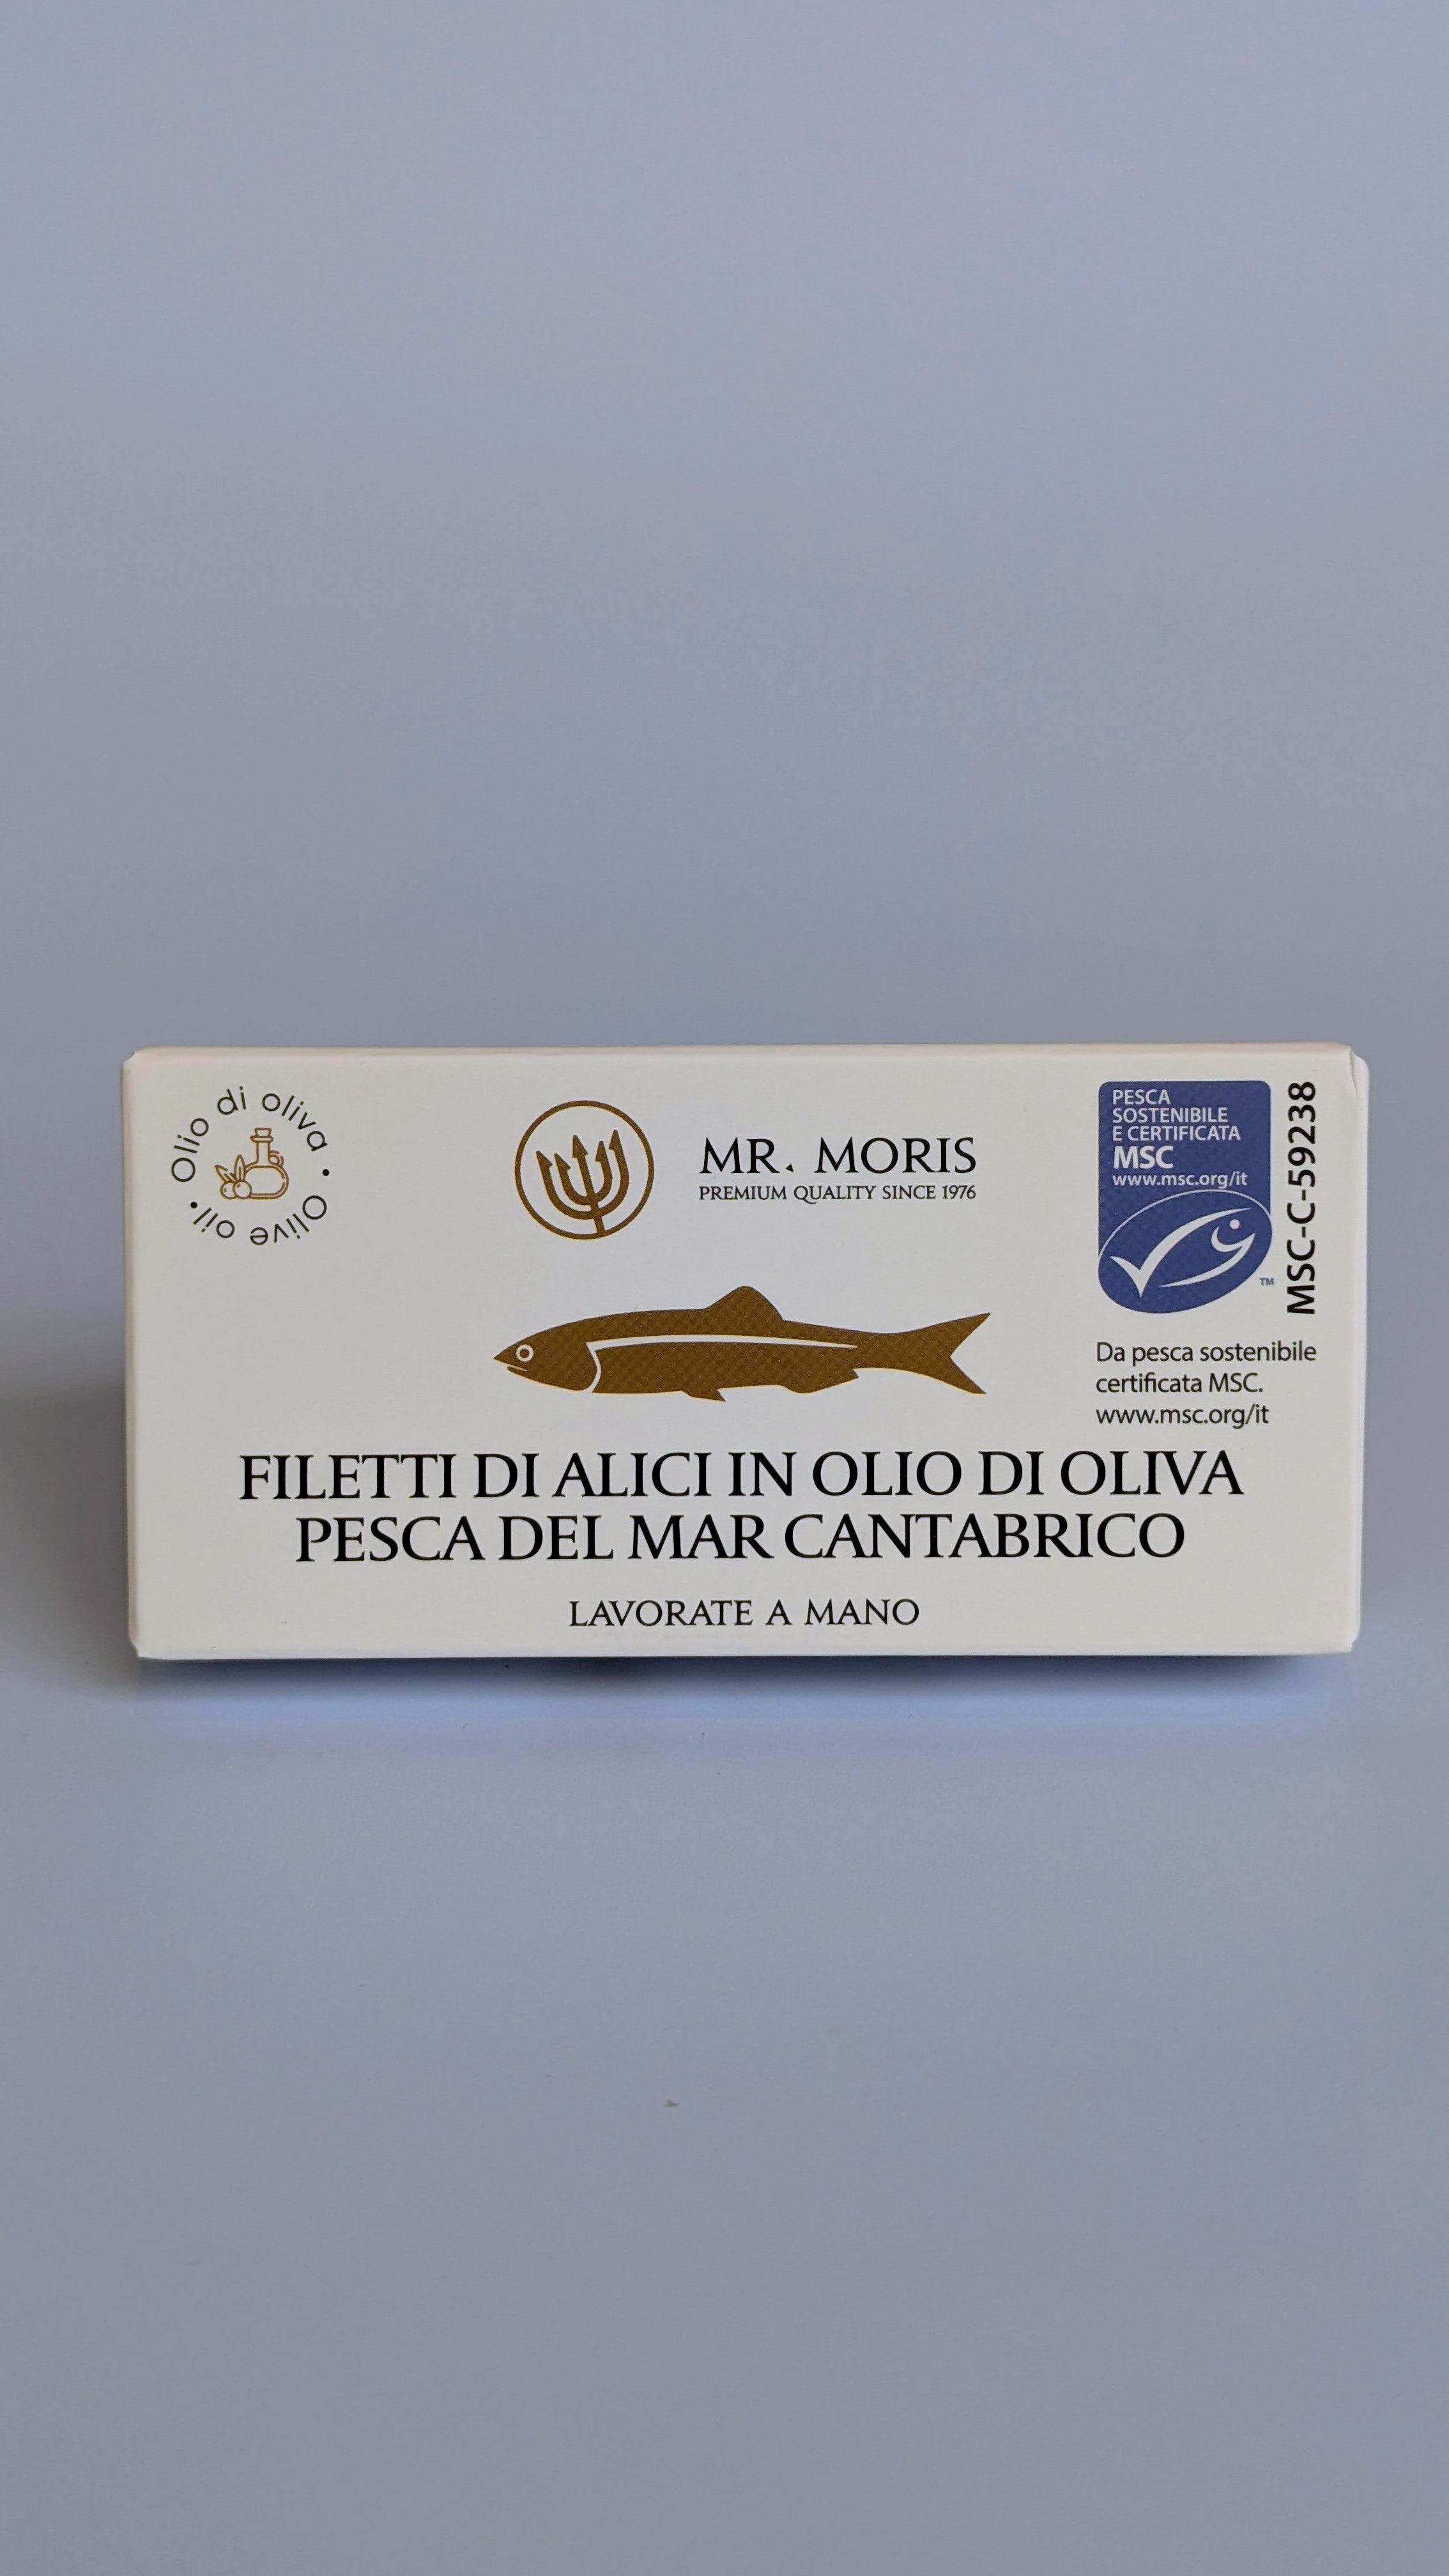 Olio di oliva • Olive oil •
MR. MORIS
PREMIUM QUALITY SINCE 1976
PESCA
SOSTENIBILE
E CERTIFICATA
MSC
www.msc.org/it
TM
MSC-C-59238
Da pesca sostenibile
certificata MSC.
www.msc.org/it
FILETTI DI ALICI IN OLIO DI OLIVA
PESCA DEL MAR CANTABRICO
LAVORATE A MANO